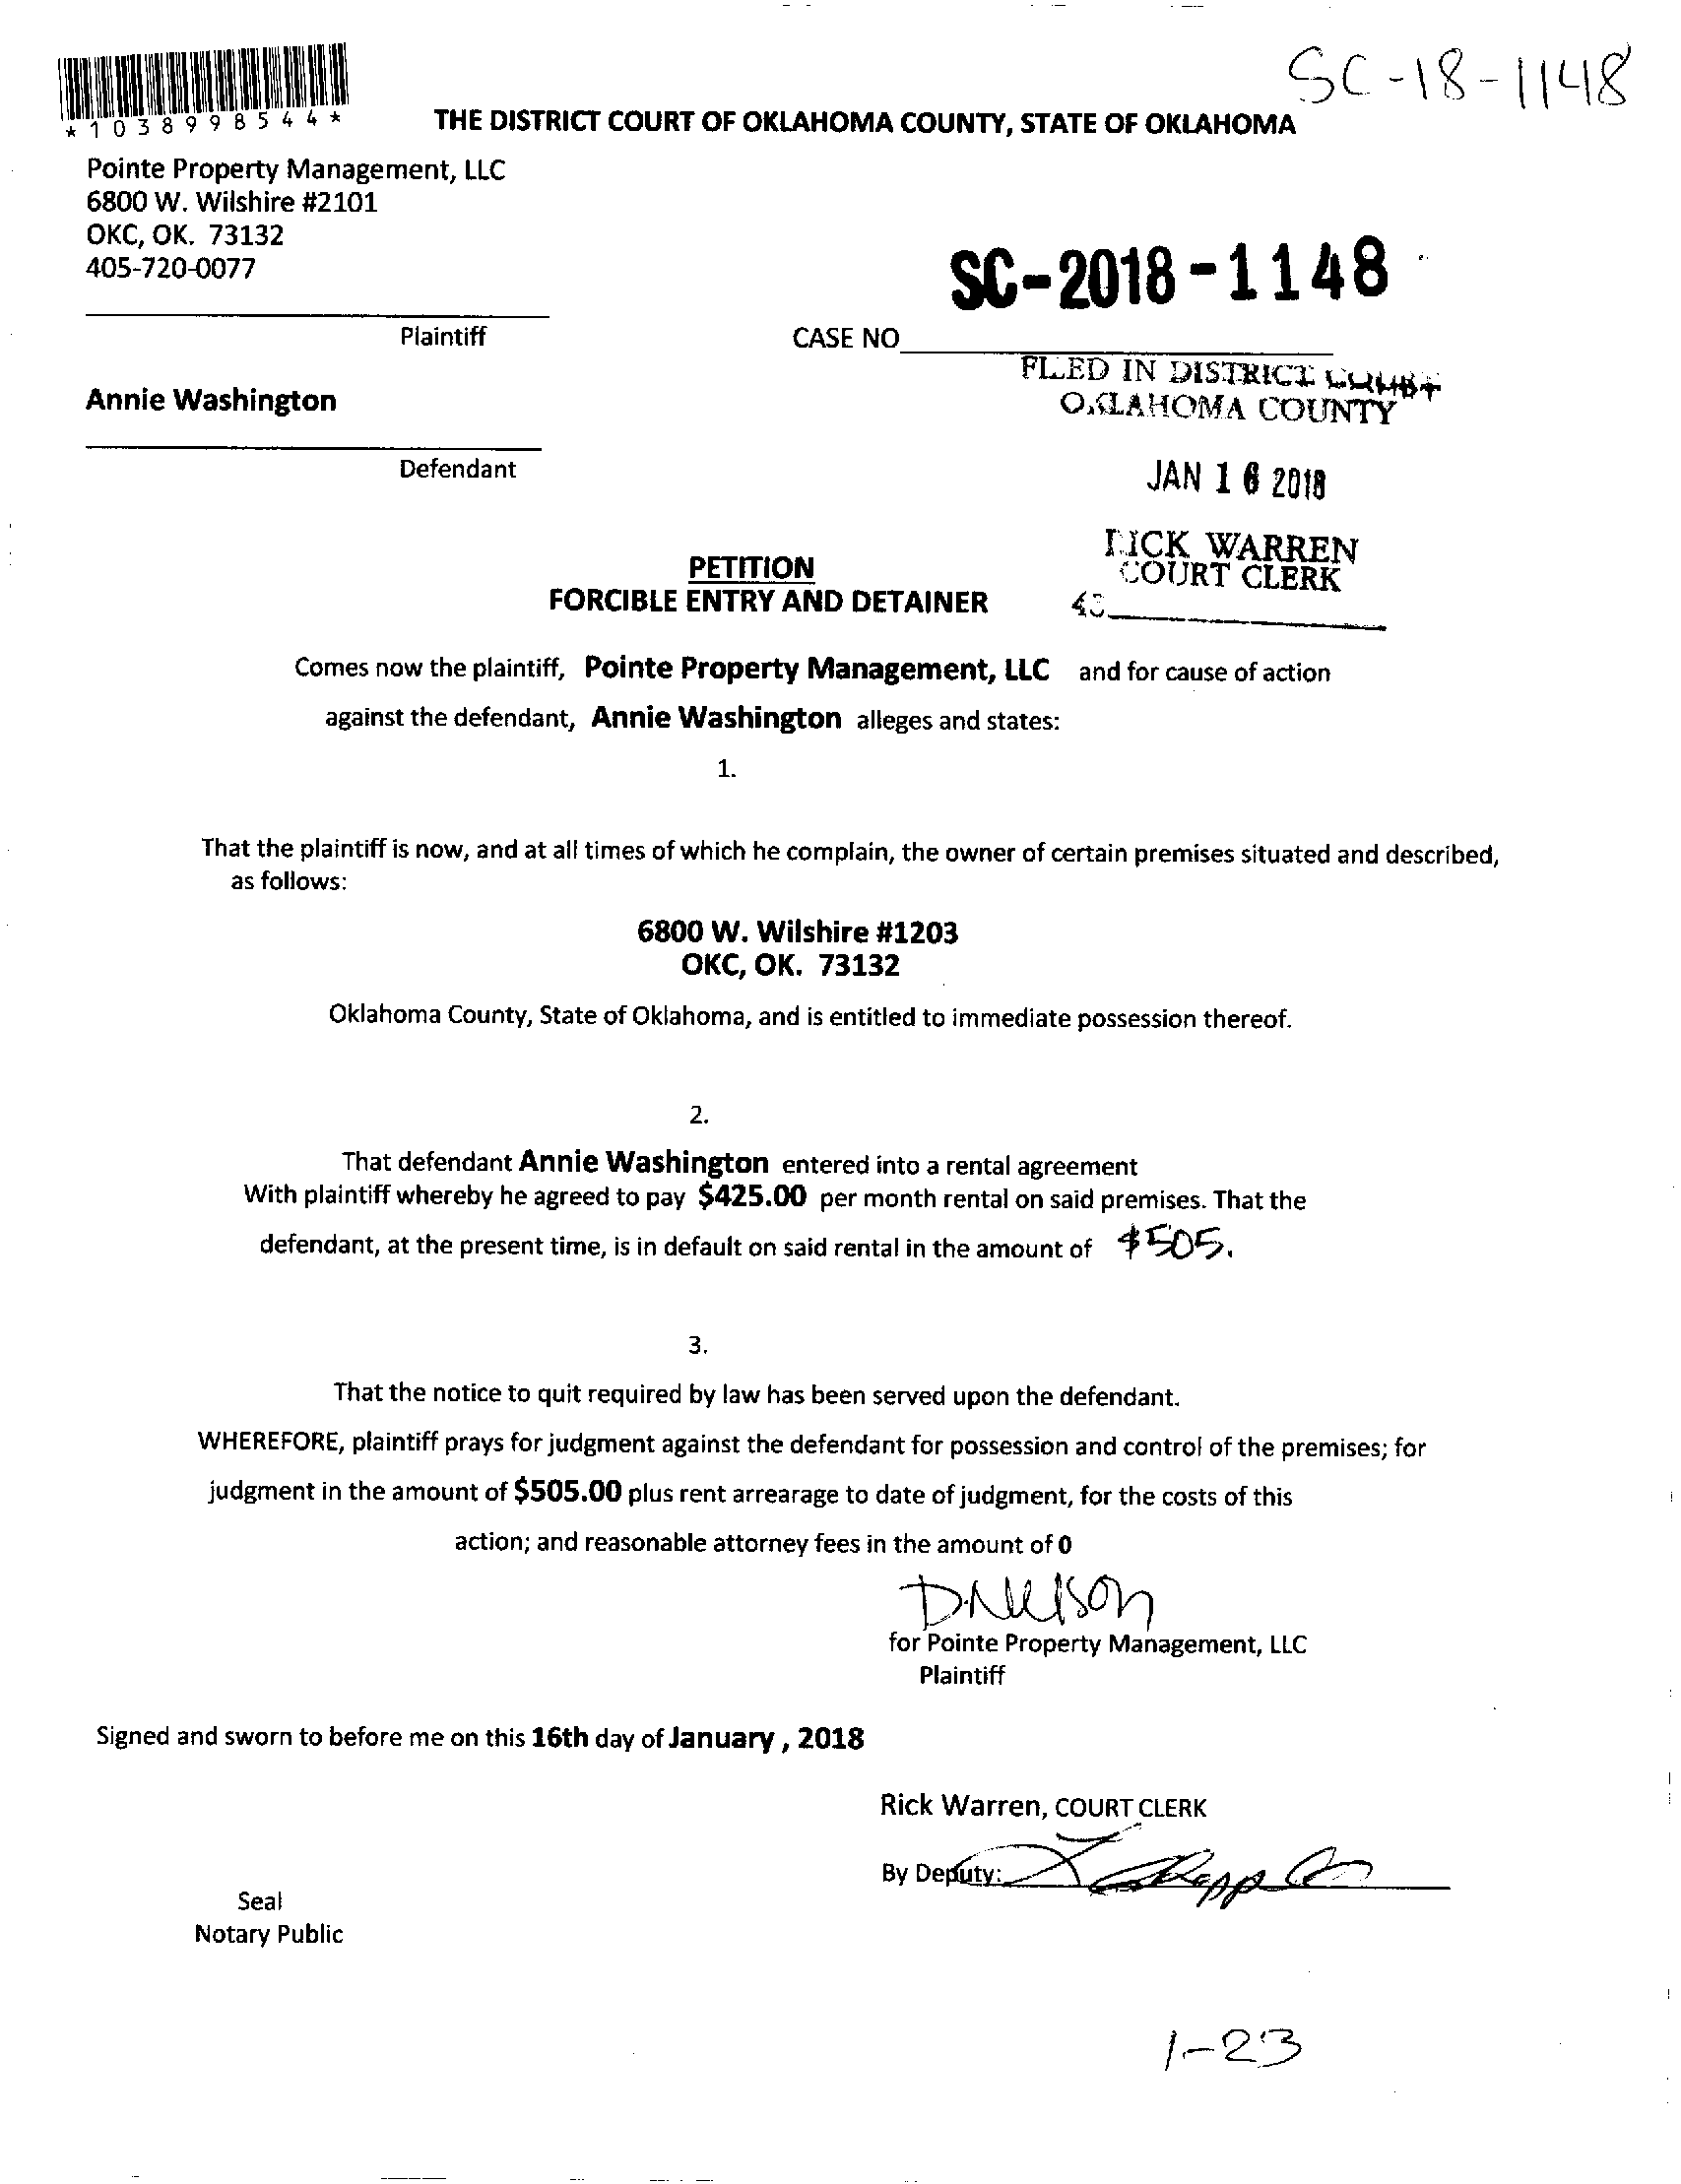 SC-18-1148
*1038998544*
THE DISTRICT COURT OF OKLAHOMA COUNTY, STATE OF OKLAHOMA
Pointe Property Management, LLC
6800 W. Wilshire #2101
OKC, OK. 73132
405-720-0077
SC-2018-1148
Plaintiff
CASE NO
FILED IN DISTRICT COURT
OKLAHOMA COUNTY
Annie Washington
Defendant
JAN 16 2018
RICK WARREN
COURT CLERK
43
PETITION
FORCIBLE ENTRY AND DETAINER
Comes now the plaintiff, Pointe Property Management, LLC and for cause of action
against the defendant, Annie Washington alleges and states:
1.
That the plaintiff is now, and at all times of which he complain, the owner of certain premises situated and described,
as follows:
6800 W. Wilshire #1203
OKC, OK. 73132
Oklahoma County, State of Oklahoma, and is entitled to immediate possession thereof.
2.
That defendant Annie Washington entered into a rental agreement
With plaintiff whereby he agreed to pay $425.00 per month rental on said premises. That the
defendant, at the present time, is in default on said rental in the amount of $505.
3.
That the notice to quit required by law has been served upon the defendant.
WHEREFORE, plaintiff prays for judgment against the defendant for possession and control of the premises; for
judgment in the amount of $505.00 plus rent arrearage to date of judgment, for the costs of this
action; and reasonable attorney fees in the amount of 0
D.Nelson
for Pointe Property Management, LLC
Plaintiff
Signed and sworn to before me on this 16th day of January , 2018
Rick Warren, COURT CLERK
By Deputy:
Seal
Notary Public
1-23